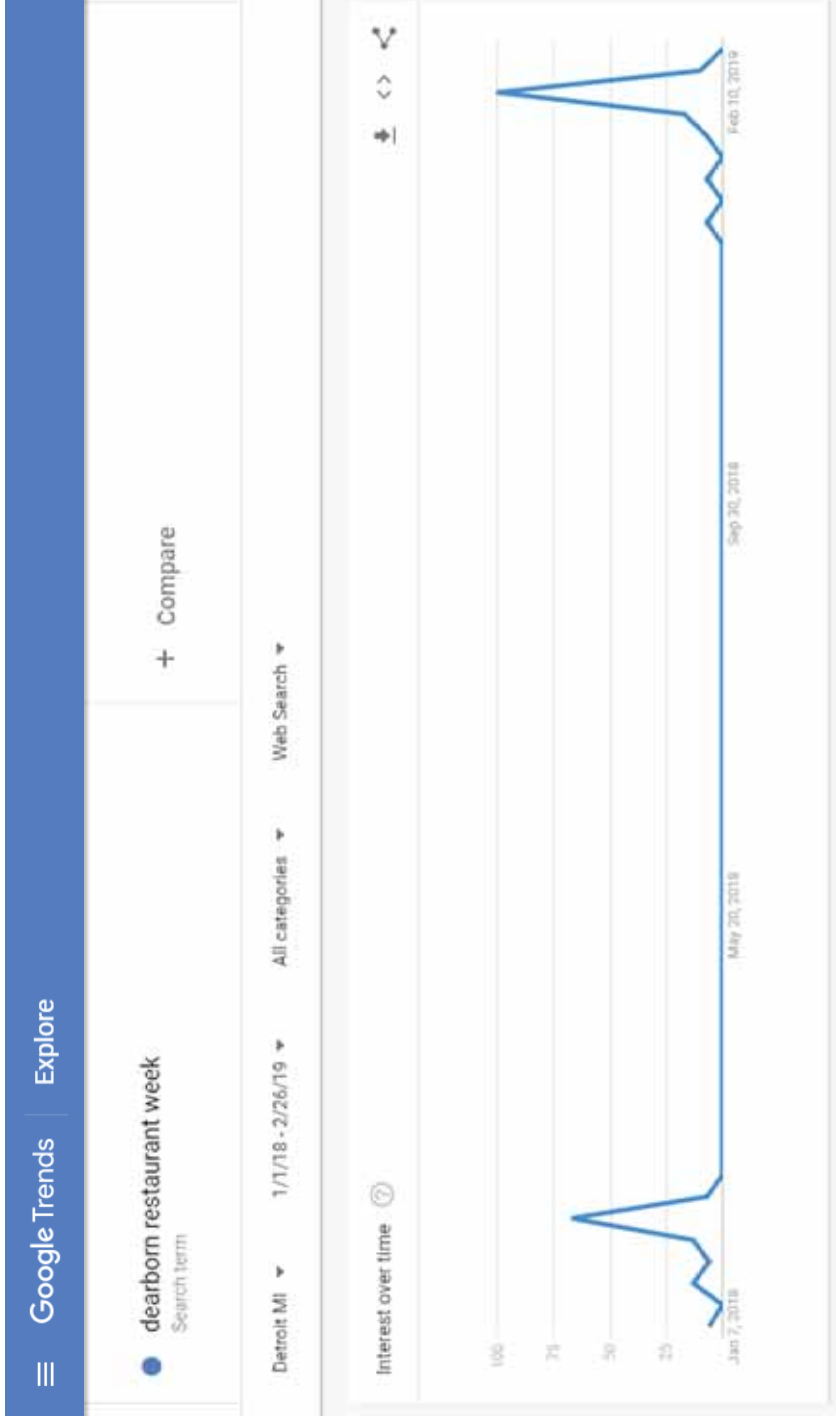 Google Trends Explore
dearborn restaurant week
Search term
+ Compare
Detroit MI 1/1/18 - 2/26/19 All categories Web Search
Interest over time ?
100
75
50
25
Jan 7, 2018 May 20, 2018 Sep 30, 2018 Feb 10, 2019